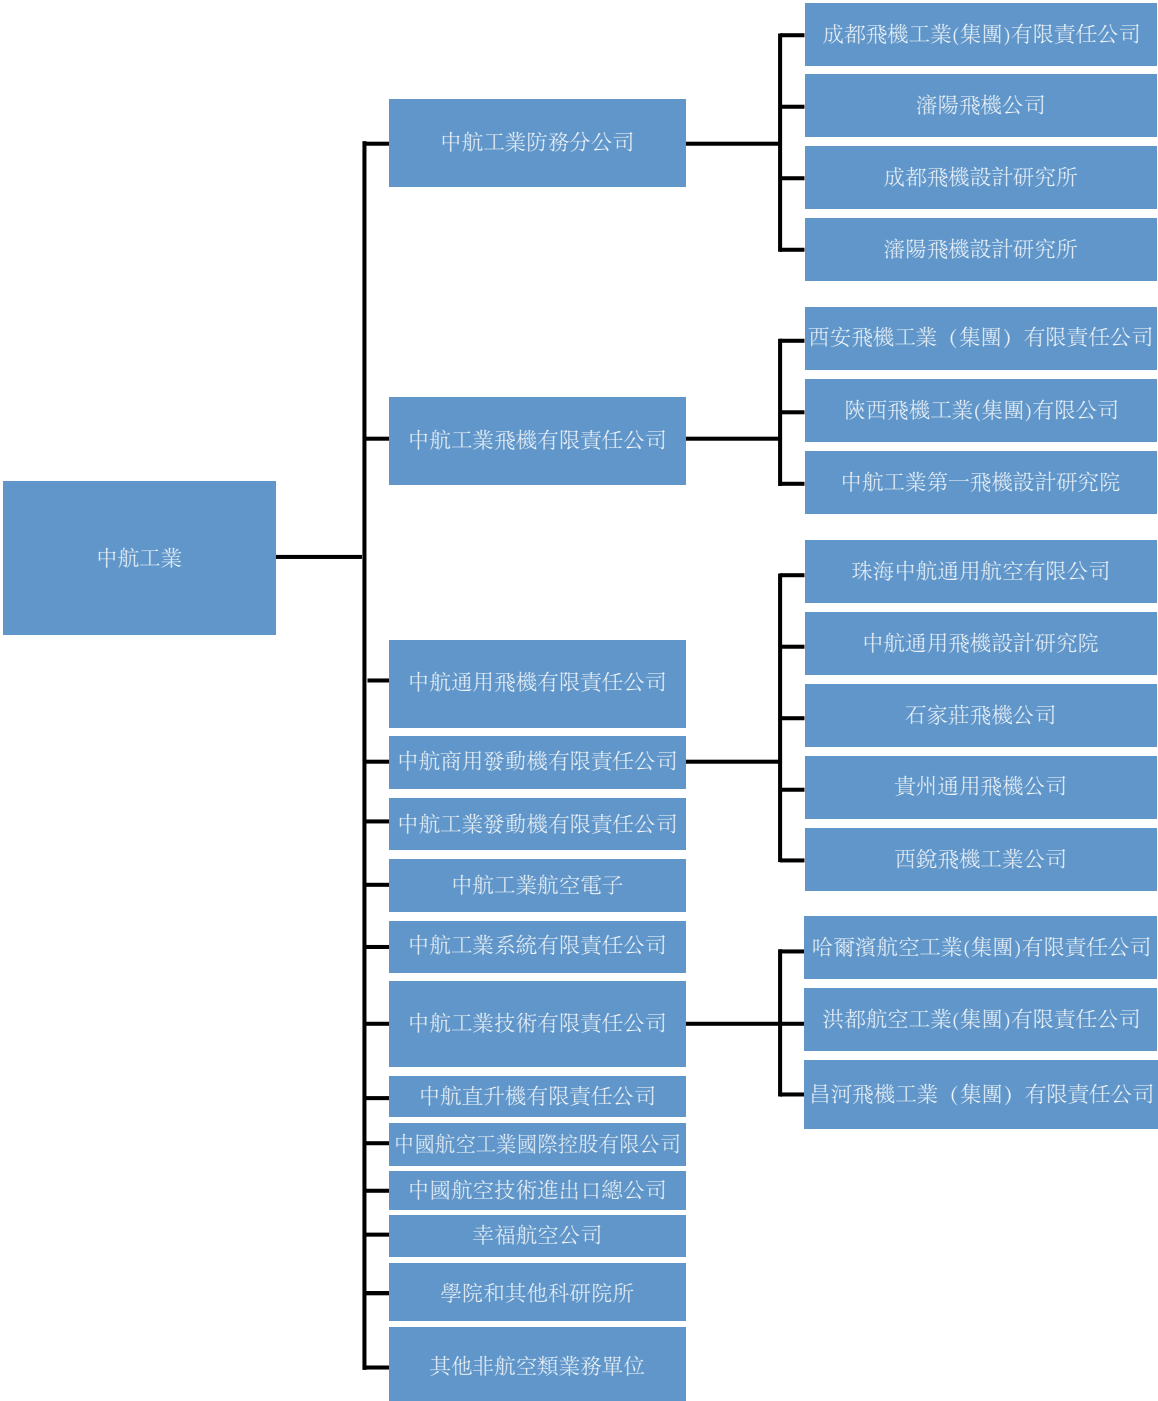 中航工業
中航工業防務分公司
成都飛機工業(集團)有限責任公司
瀋陽飛機公司
成都飛機設計研究所
瀋陽飛機設計研究所
中航工業飛機有限責任公司
西安飛機工業（集團）有限責任公司
陝西飛機工業(集團)有限公司
中航工業第一飛機設計研究院
中航通用飛機有限責任公司
中航商用發動機有限責任公司
珠海中航通用航空有限公司
中航通用飛機設計研究院
石家莊飛機公司
貴州通用飛機公司
西銳飛機工業公司
中航工業發動機有限責任公司
中航工業航空電子
中航工業系統有限責任公司
中航工業技術有限責任公司
哈爾濱航空工業(集團)有限責任公司
洪都航空工業(集團)有限責任公司
昌河飛機工業（集團）有限責任公司
中航直升機有限責任公司
中國航空工業國際控股有限公司
中國航空技術進出口總公司
幸福航空公司
學院和其他科研院所
其他非航空類業務單位